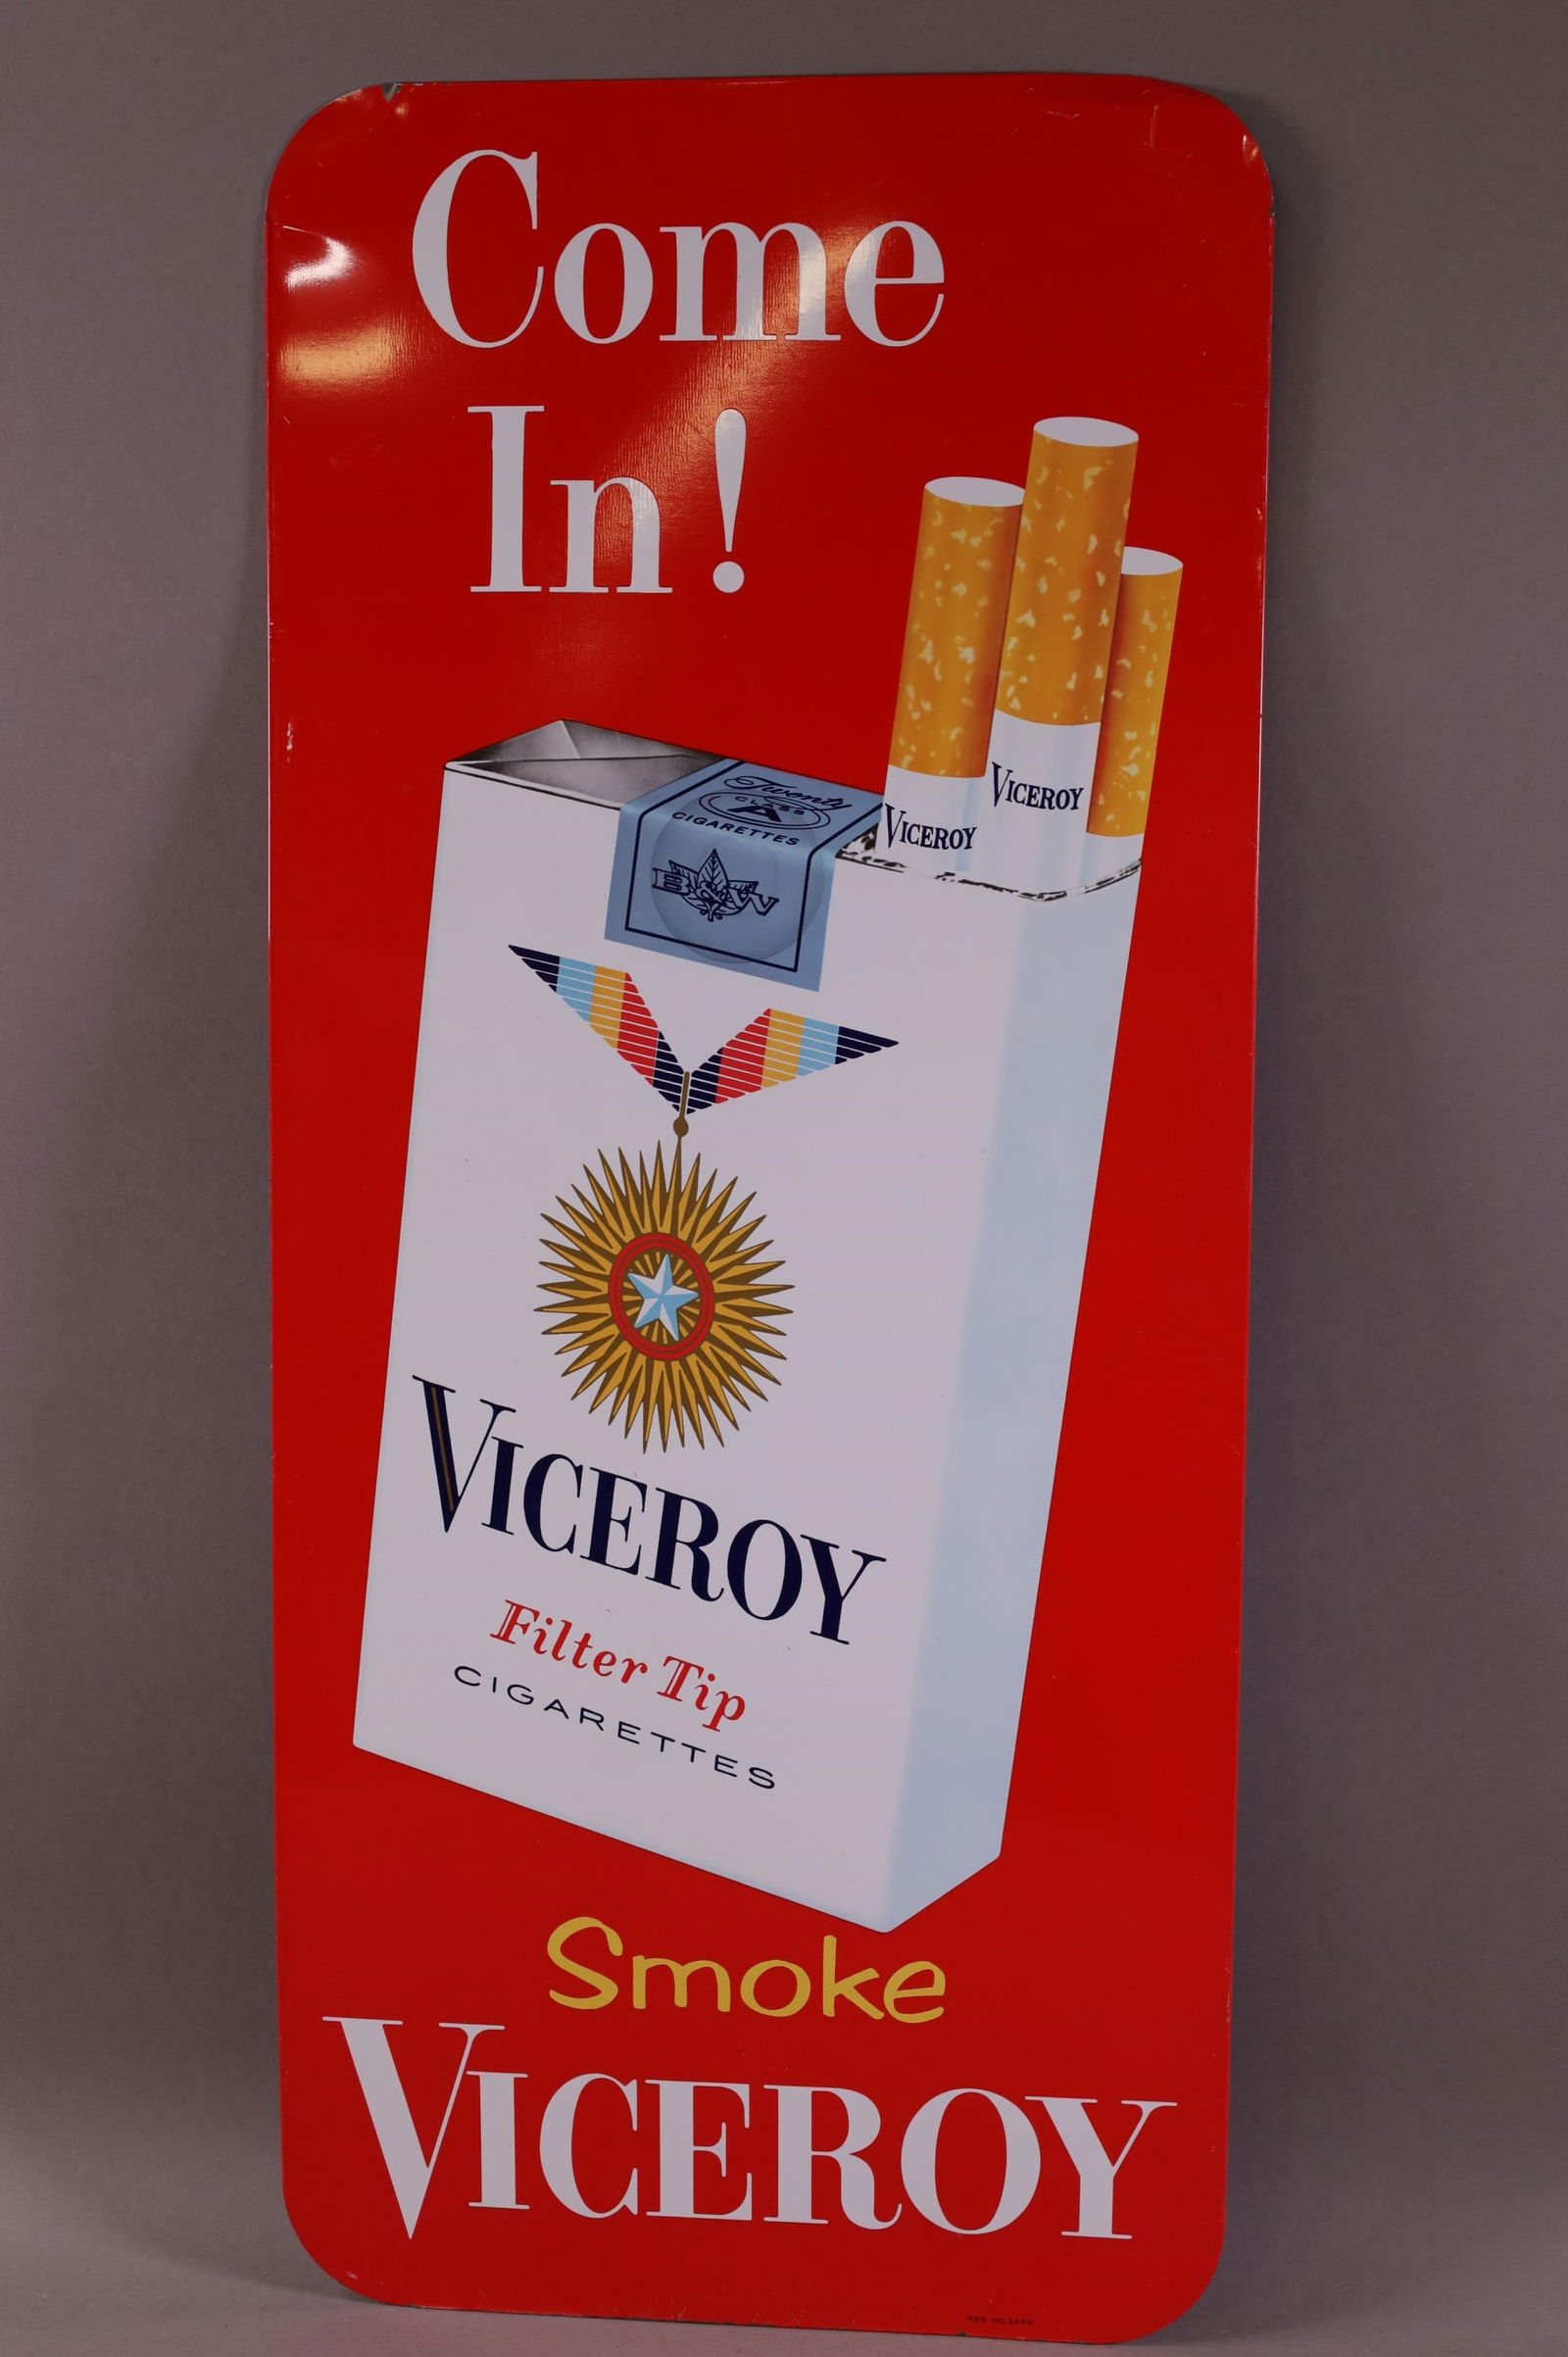 Come
In!
VICEROY
VICEROY
Twenty
CLASS
A
CIGARETTES
B&W
VICEROY
Filter Tip
CIGARETTES
Smoke
VICEROY